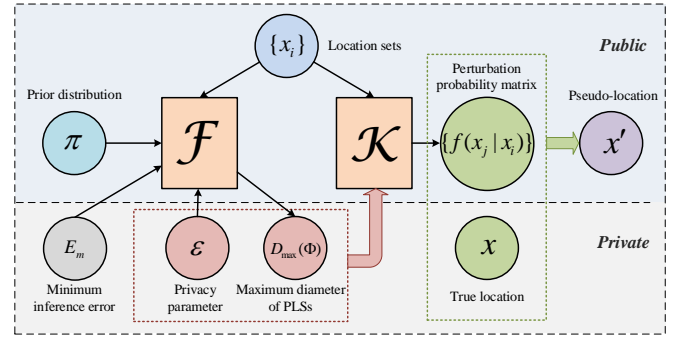 {x_i}
Location sets
Public
Prior distribution
Perturbation
probability matrix
Pseudo-location
π
ℱ
𝒦
{f(x_j | x_i)}
x′
E_m
ε
D_max(Φ)
x
Private
Minimum
inference error
Privacy
parameter
Maximum diameter
of PLSs
True location